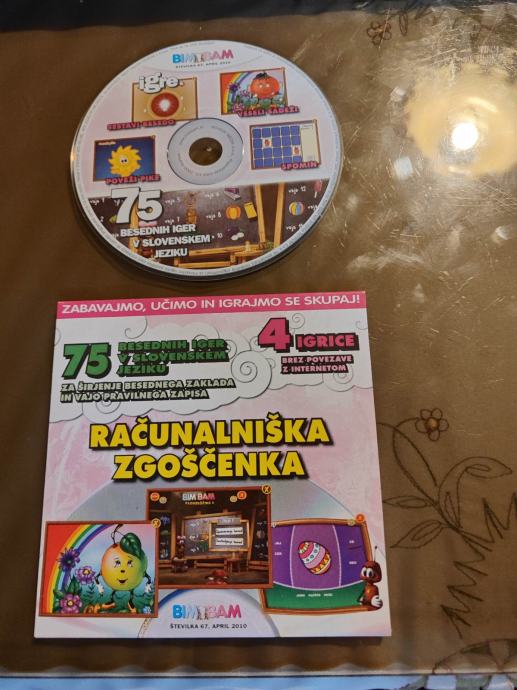 BIM BAM
ŠTEVILKA 67, APRIL 2010
igre.
SESTAVI BESEDO
VESELI SADEŽI
POVEŽI PIKE
SPOMIN
75
BESEDNIH IGER
V SLOVENSKEM
JEZIKU
ZABAVAJMO, UČIMO IN IGRAJMO SE SKUPAJ!
75 BESEDNIH IGER
V SLOVENSKEM
JEZIKU
ZA ŠIRJENJE BESEDNEGA ZAKLADA
IN VAJO PRAVILNEGA ZAPISA
4 IGRICE
BREZ POVEZAVE
Z INTERNETOM
RAČUNALNIŠKA
ZGOŠČENKA
BIM BAM
BIM BAM
ŠTEVILKA 67, APRIL 2010